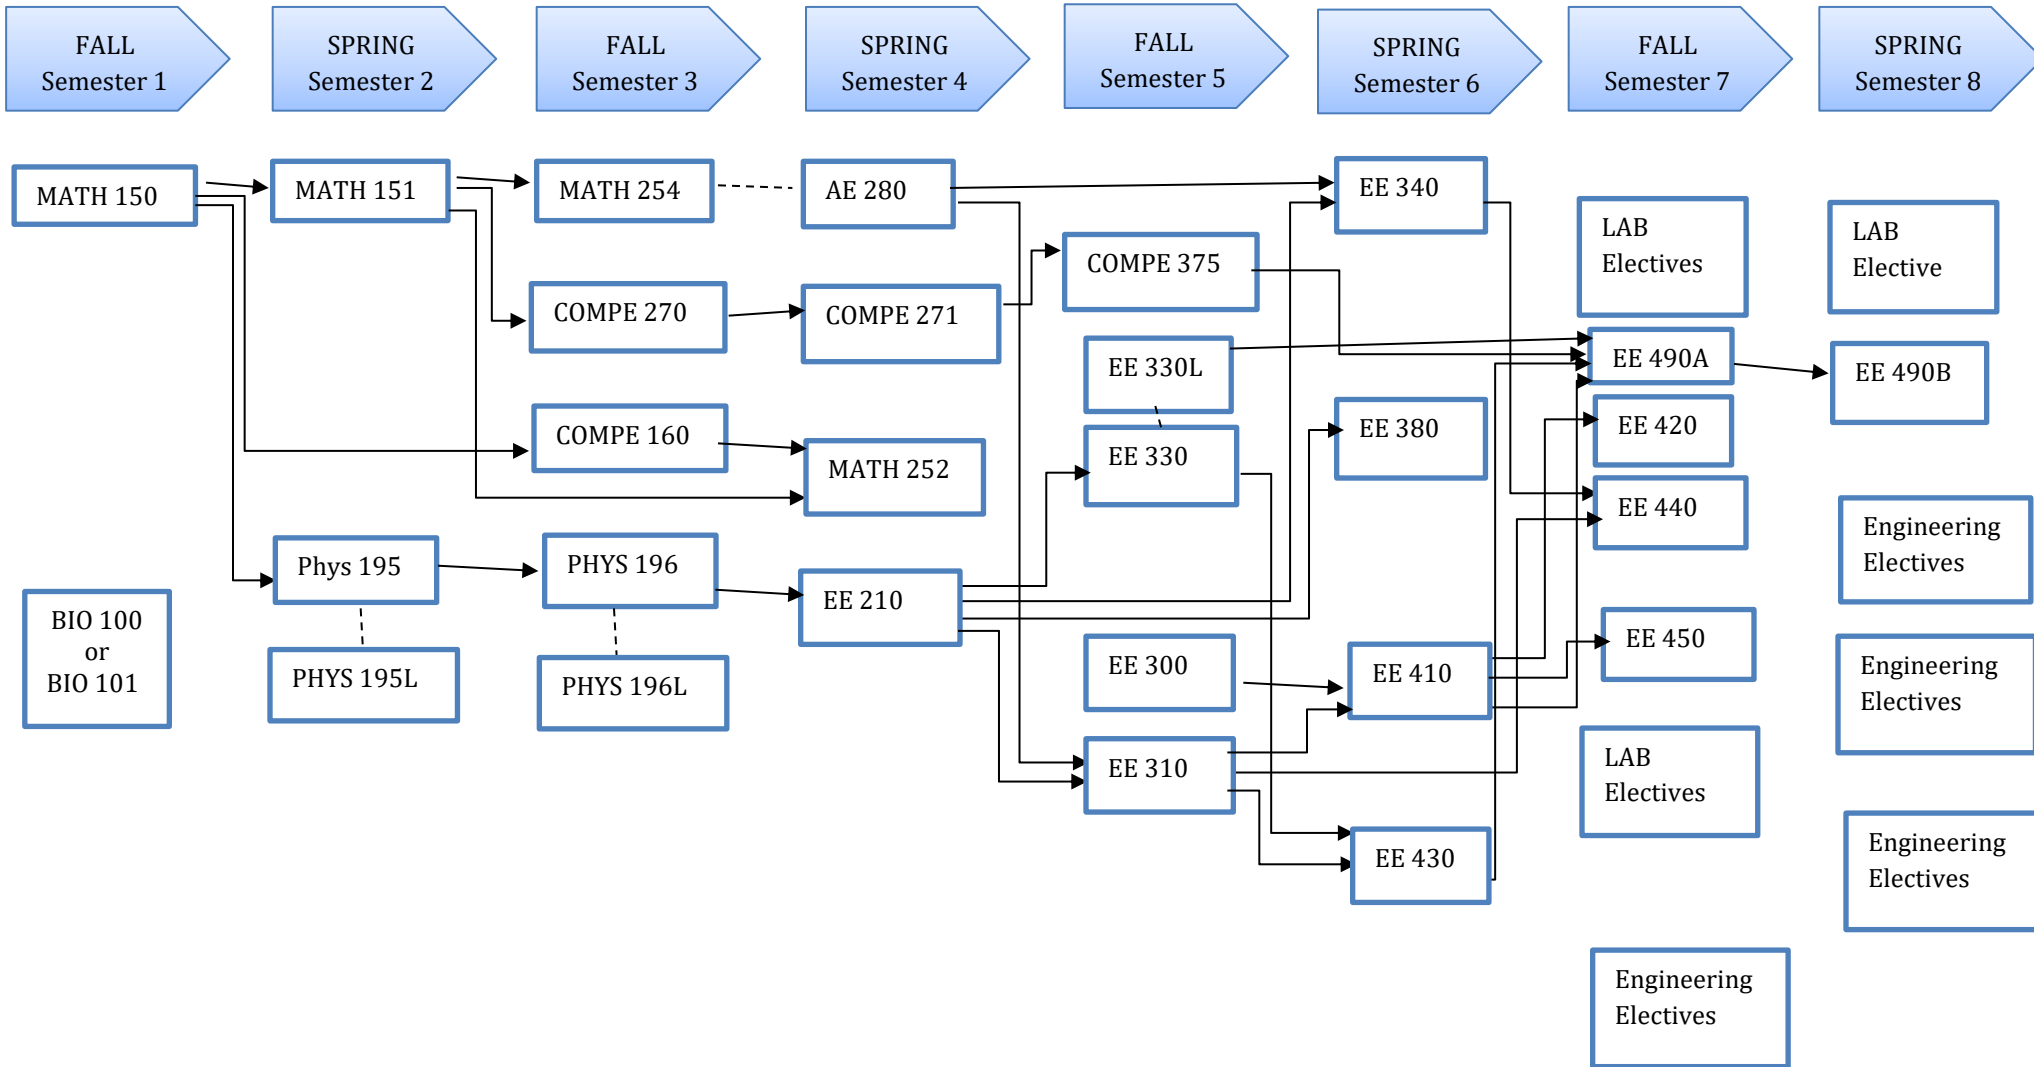 FALL
Semester 1
SPRING
Semester 2
FALL
Semester 3
SPRING
Semester 4
FALL
Semester 5
SPRING
Semester 6
FALL
Semester 7
SPRING
Semester 8
MATH 150
BIO 100
or
BIO 101
MATH 151
Phys 195
PHYS 195L
MATH 254
COMPE 270
COMPE 160
PHYS 196
PHYS 196L
AE 280
COMPE 271
MATH 252
EE 210
COMPE 375
EE 330L
EE 330
EE 300
EE 310
EE 340
EE 380
EE 410
EE 430
LAB
Electives
EE 490A
EE 420
EE 440
EE 450
LAB
Electives
Engineering
Electives
LAB
Elective
EE 490B
Engineering
Electives
Engineering
Electives
Engineering
Electives